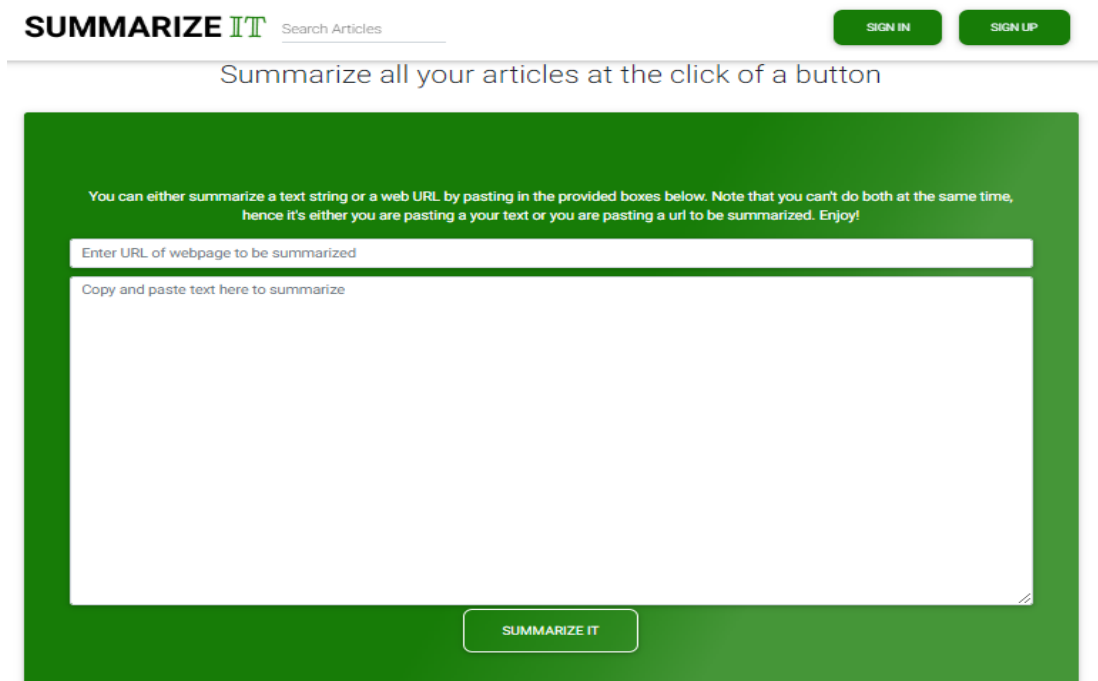 SUMMARIZE IT
Search Articles
SIGN IN
SIGN UP
Summarize all your articles at the click of a button
You can either summarize a text string or a web URL by pasting in the provided boxes below. Note that you can't do both at the same time,
hence it's either you are pasting a your text or you are pasting a url to be summarized. Enjoy!
Enter URL of webpage to be summarized
Copy and paste text here to summarize
SUMMARIZE IT